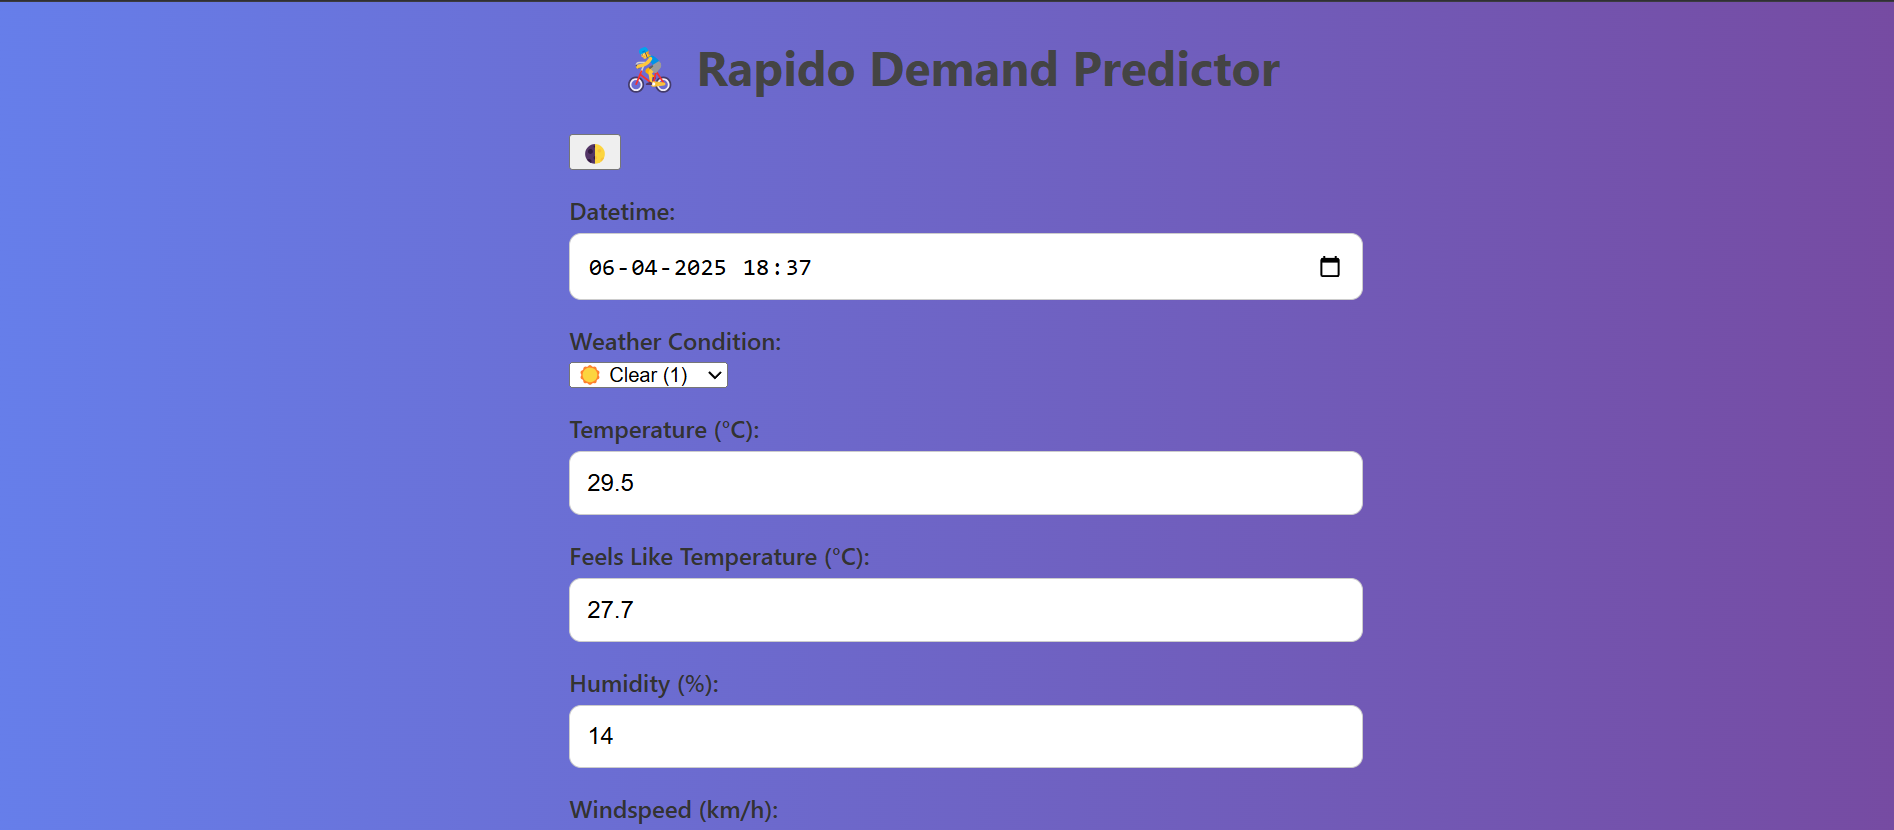 Rapido Demand Predictor
Datetime:
06-04-2025 18:37
Weather Condition:
Clear (1)
Temperature (°C):
29.5
Feels Like Temperature (°C):
27.7
Humidity (%):
14
Windspeed (km/h):